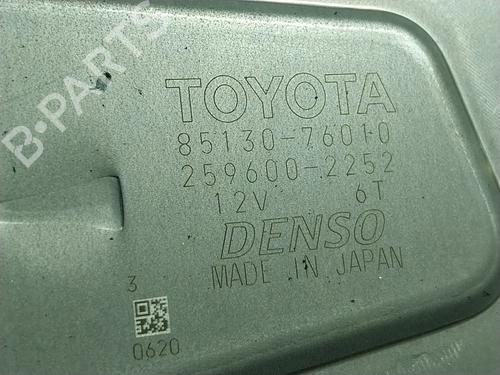 B-PARTS
TOYOTA
85130-76010
259600-2252
12V 6T
DENSO
MADE IN JAPAN
3
0620